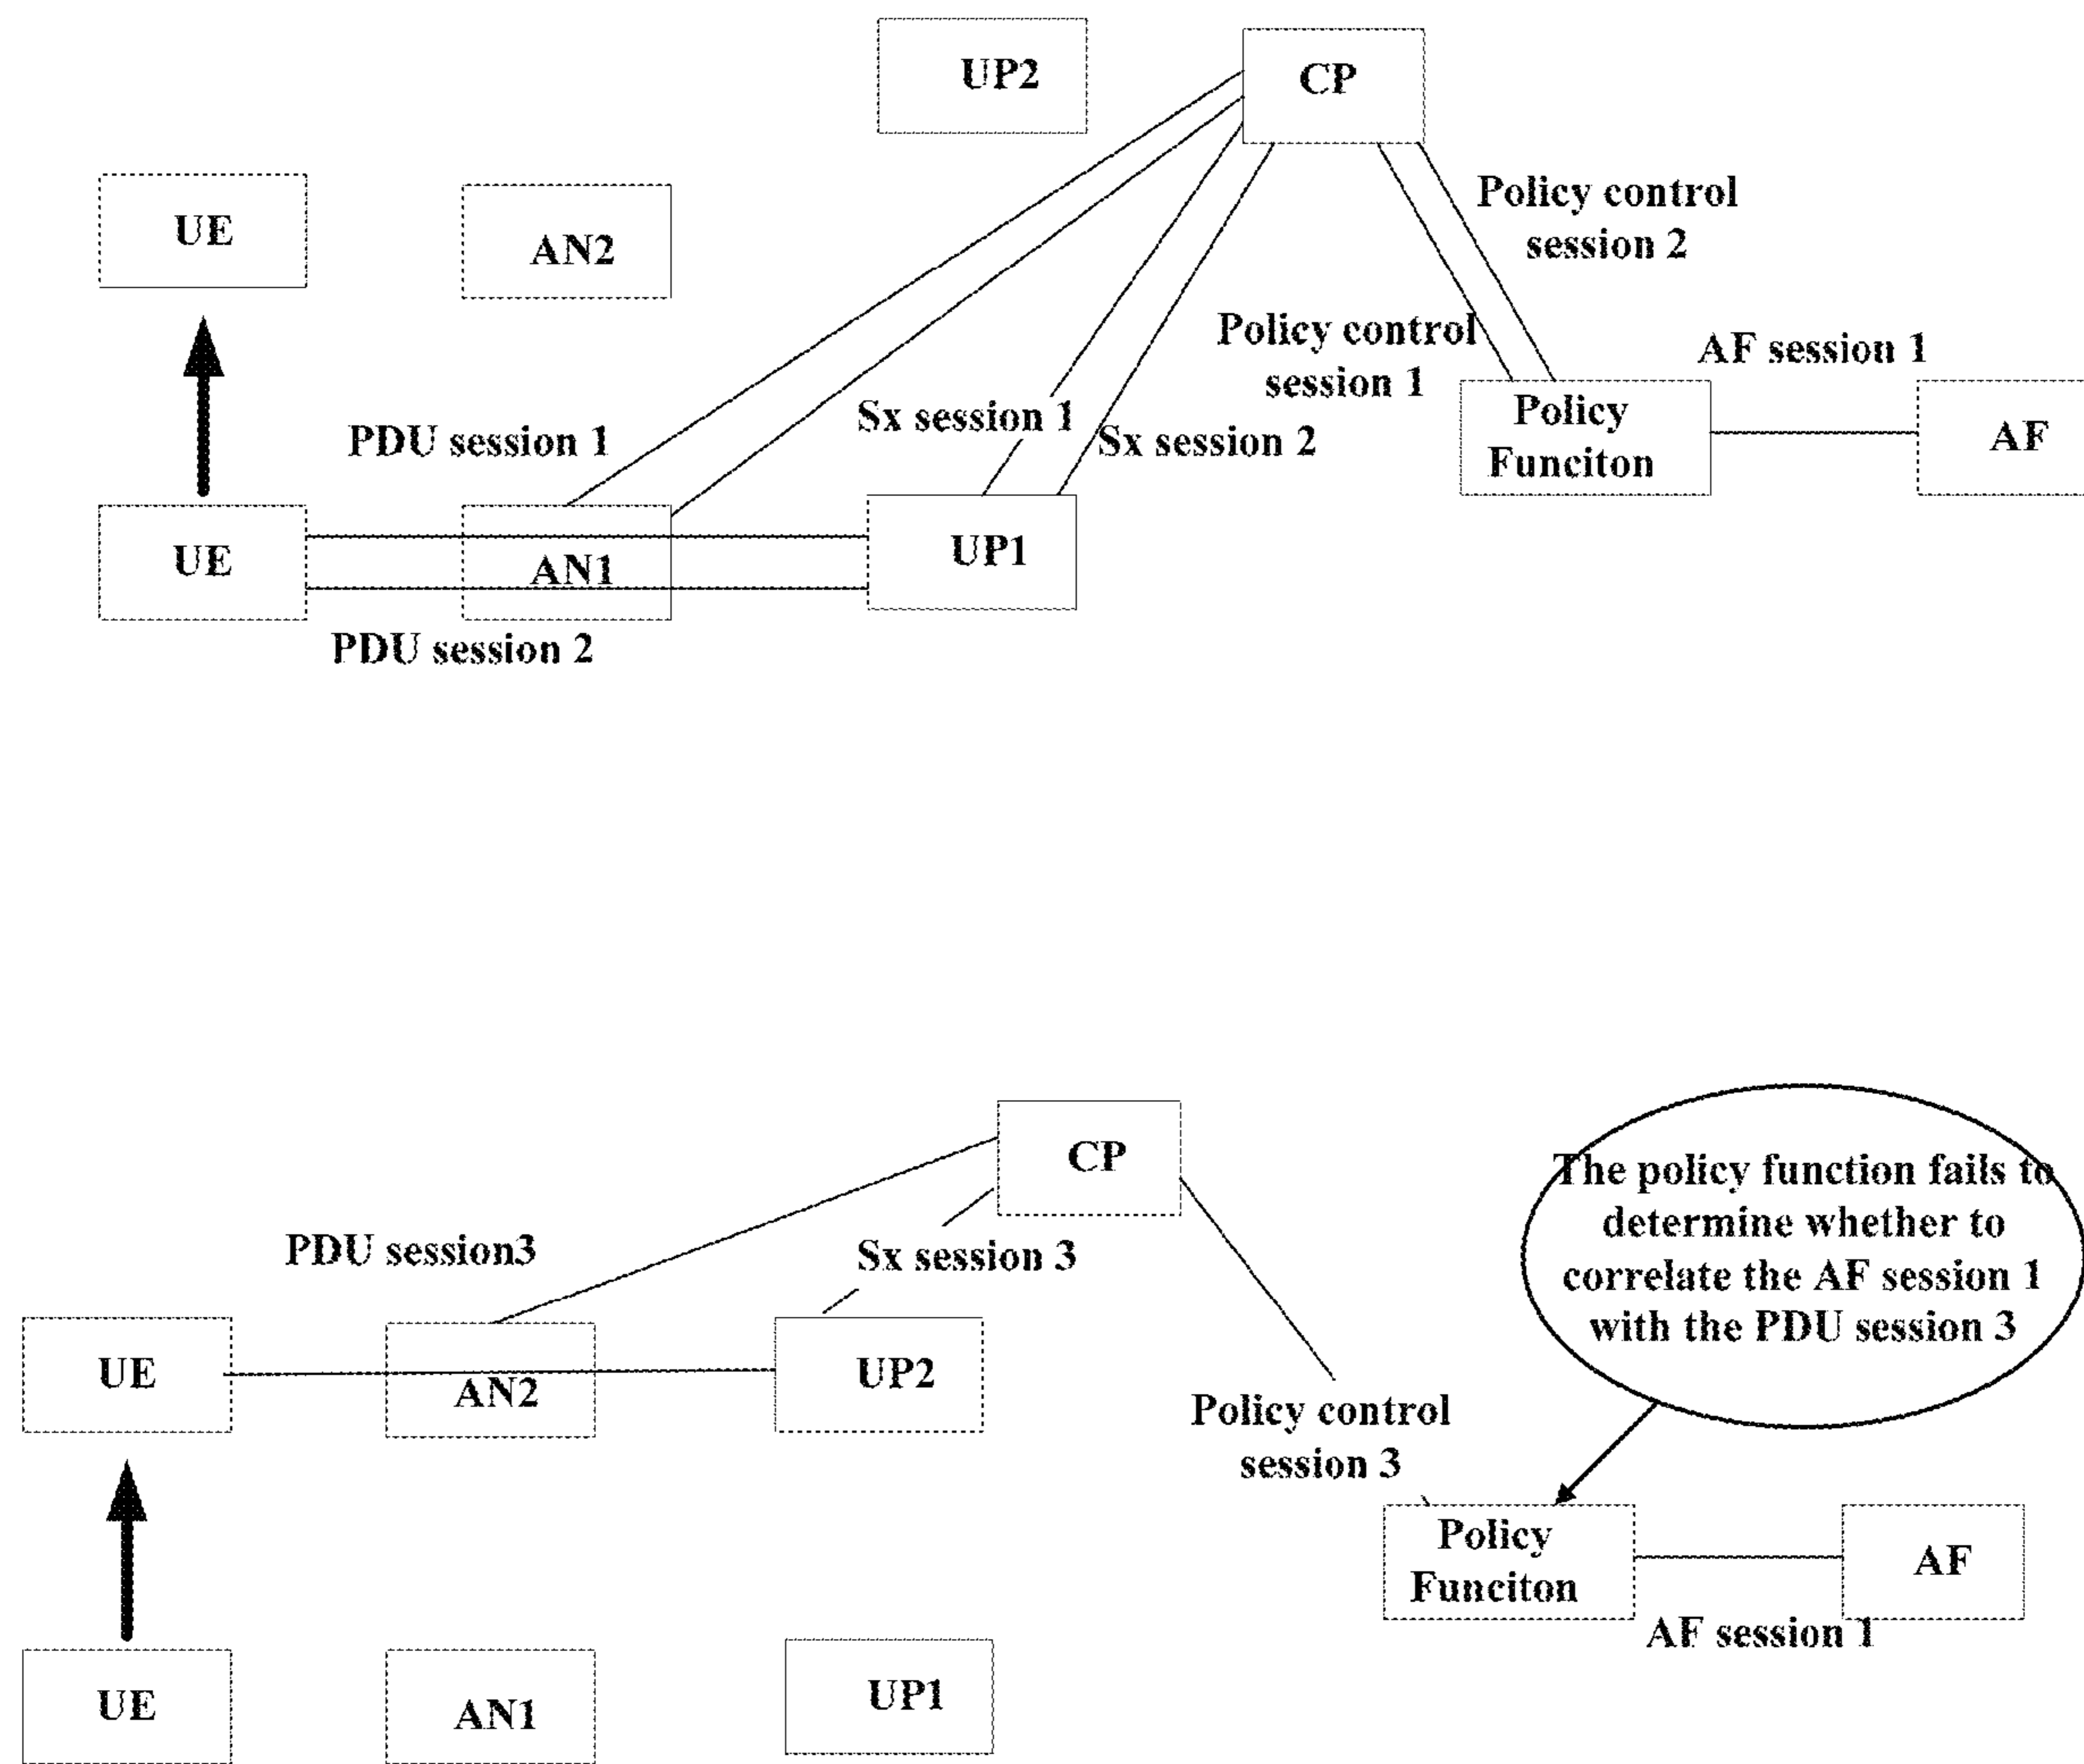 UP2
CP
Policy control
session 2
UE
AN2
Policy control
session 1
AF session 1
Sx session 1
Sx session 2
PDU session 1
Policy
Funciton
AF
UE
AN1
UP1
PDU session 2
CP
The policy function fails to
determine whether to
correlate the AF session 1
with the PDU session 3
PDU session3
Sx session 3
UE
AN2
UP2
Policy control
session 3
Policy
Funciton
AF
AF session 1
UE
AN1
UP1